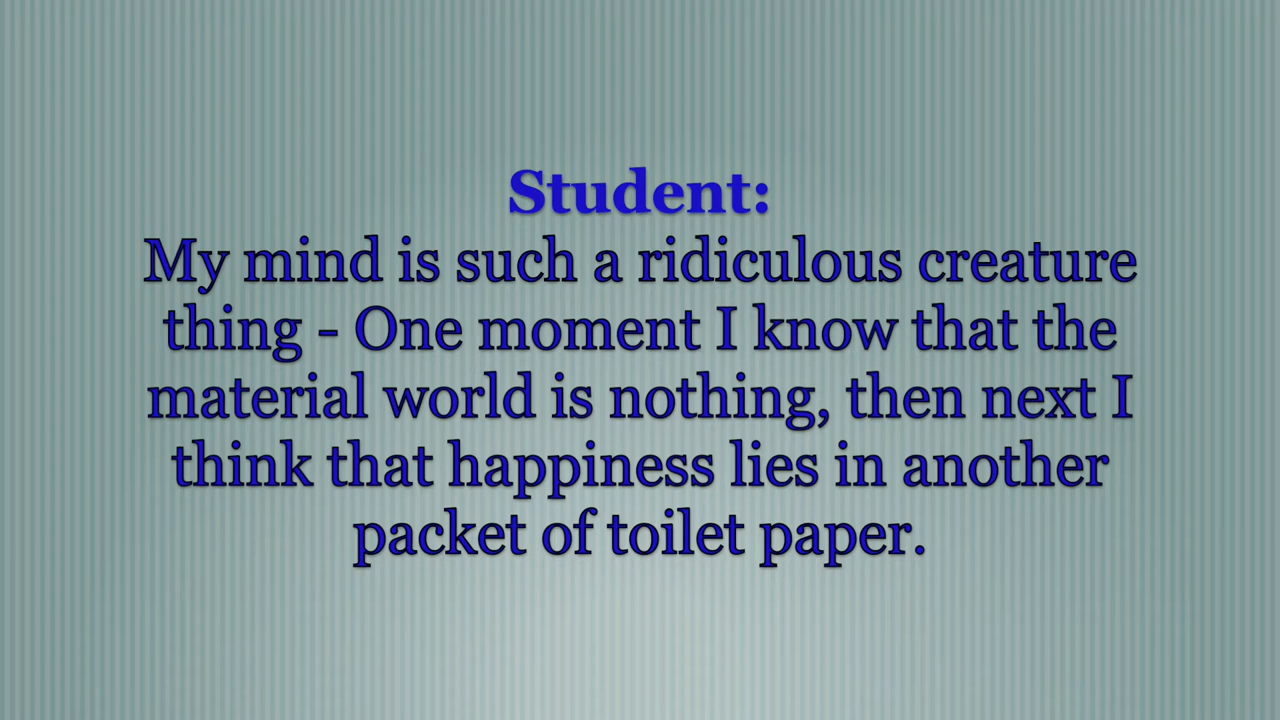 Student:
My mind is such a ridiculous creature
thing - One moment I know that the
material world is nothing, then next I
think that happiness lies in another
packet of toilet paper.